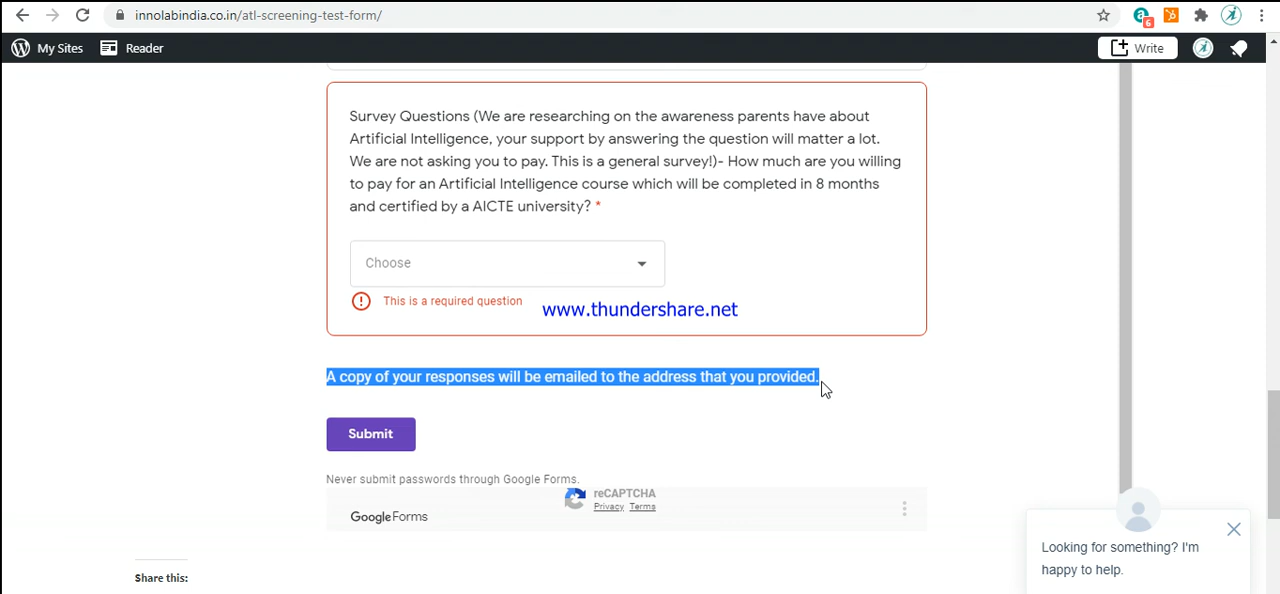 innolabindia.co.in/atl-screening-test-form/
6
My Sites Reader Write
Survey Questions (We are researching on the awareness parents have about
Artificial Intelligence, your support by answering the question will matter a lot.
We are not asking you to pay. This is a general survey!)- How much are you willing
to pay for an Artificial Intelligence course which will be completed in 8 months
and certified by a AICTE university? *
Choose
This is a required question
www.thundershare.net
A copy of your responses will be emailed to the address that you provided.
Submit
Never submit passwords through Google Forms.
reCAPTCHA
Privacy Terms
Google Forms
Looking for something? I'm
happy to help.
Share this: